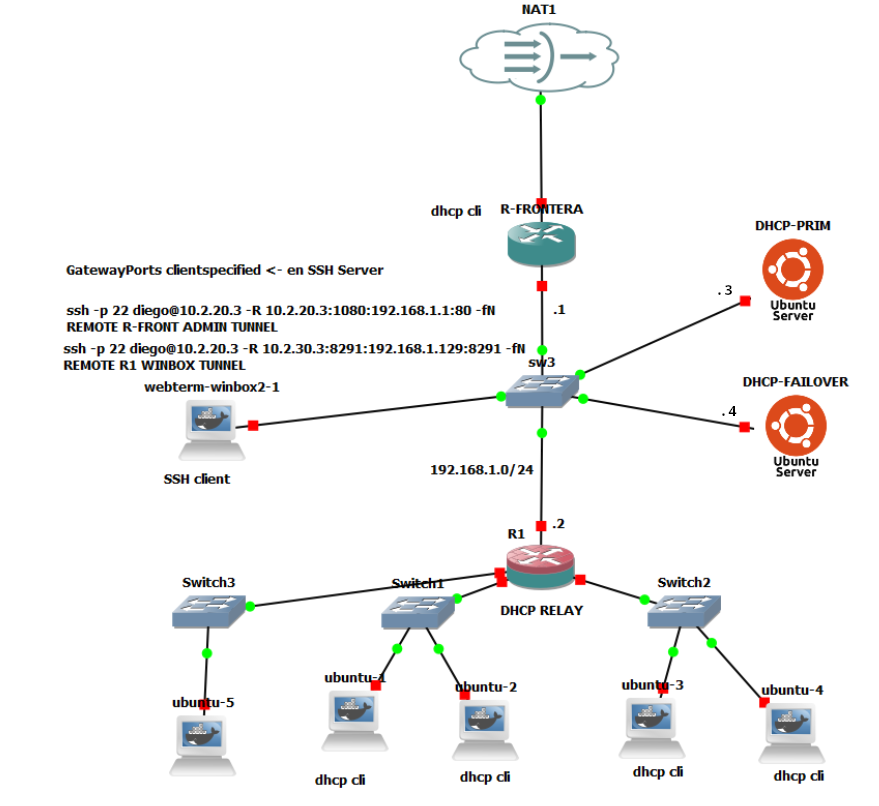 NAT1
dhcp cli
R-FRONTERA
DHCP-PRIM
GatewayPorts clientspecified <- en SSH Server
.3
Ubuntu
Server
ssh -p 22 diego@10.2.20.3 -R 10.2.20.3:1080:192.168.1.1:80 -fN
REMOTE R-FRONT ADMIN TUNNEL
.1
ssh -p 22 diego@10.2.20.3 -R 10.2.30.3:8291:192.168.1.129:8291 -fN
REMOTE R1 WINBOX TUNNEL
sw3
webterm-winbox2-1
DHCP-FAILOVER
.4
Ubuntu
Server
SSH client
192.168.1.0/24
.2
R1
Switch3
Switch1
Switch2
DHCP RELAY
ubuntu-5
ubuntu-1
ubuntu-2
ubuntu-3
ubuntu-4
dhcp cli
dhcp cli
dhcp cli
dhcp cli